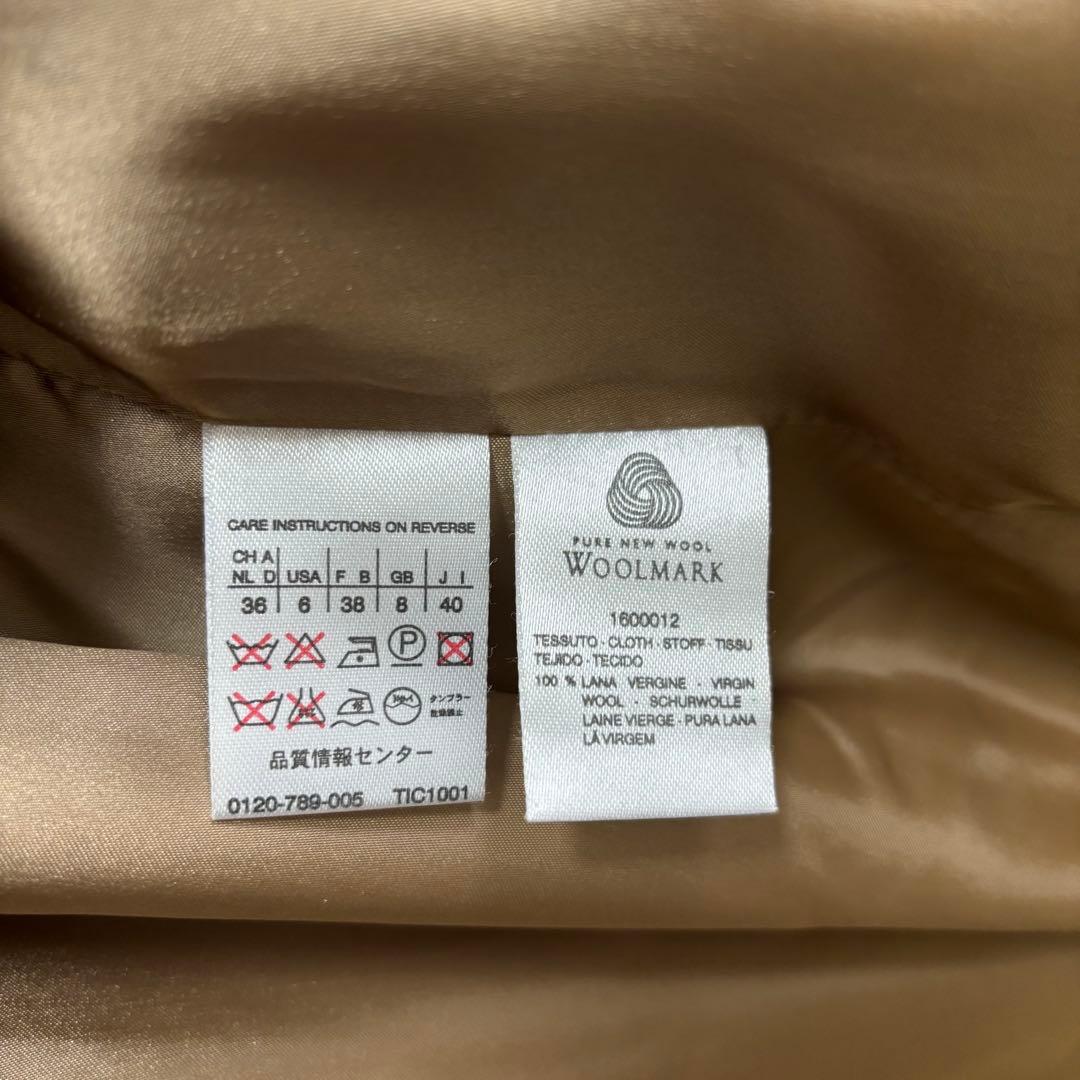 CARE INSTRUCTIONS ON REVERSE
CH A
NL D USA F B GB J I
36 6 38 8 40
P
タンブラー
乾燥禁止
品質情報センター
0120-789-005 TIC1001
PURE NEW WOOL
WOOLMARK
1600012
TESSUTO · CLOTH · STOFF · TISSU
TEJIDO · TECIDO
100 % LANA VERGINE · VIRGIN
WOOL · SCHURWOLLE
LAINE VIERGE · PURA LANA
LÃ VIRGEM